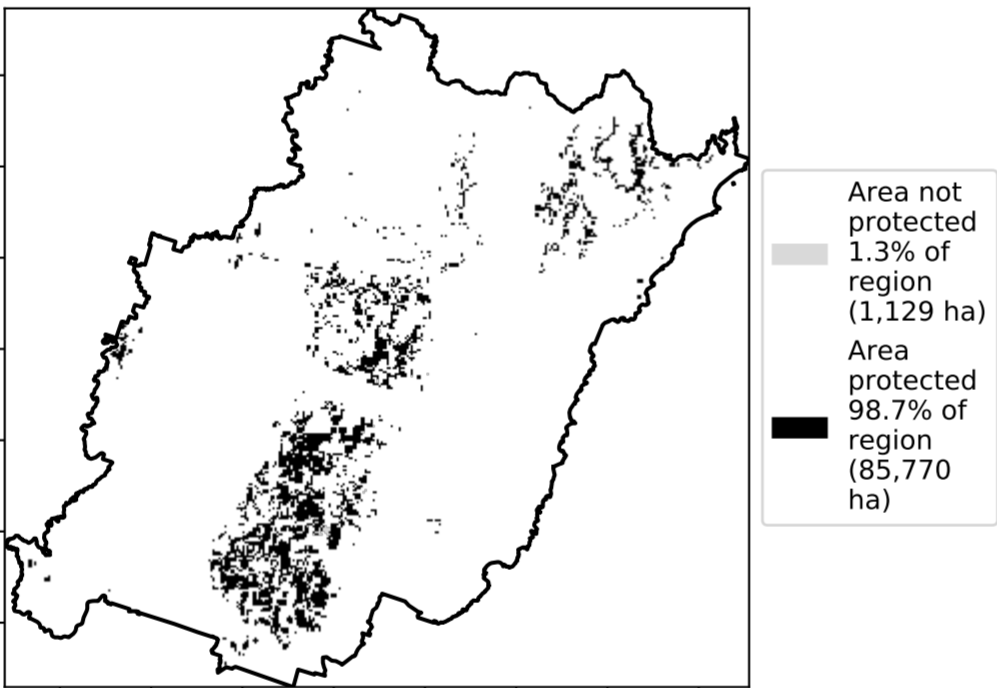 Area not
protected
1.3% of
region
(1,129 ha)
Area
protected
98.7% of
region
(85,770
ha)